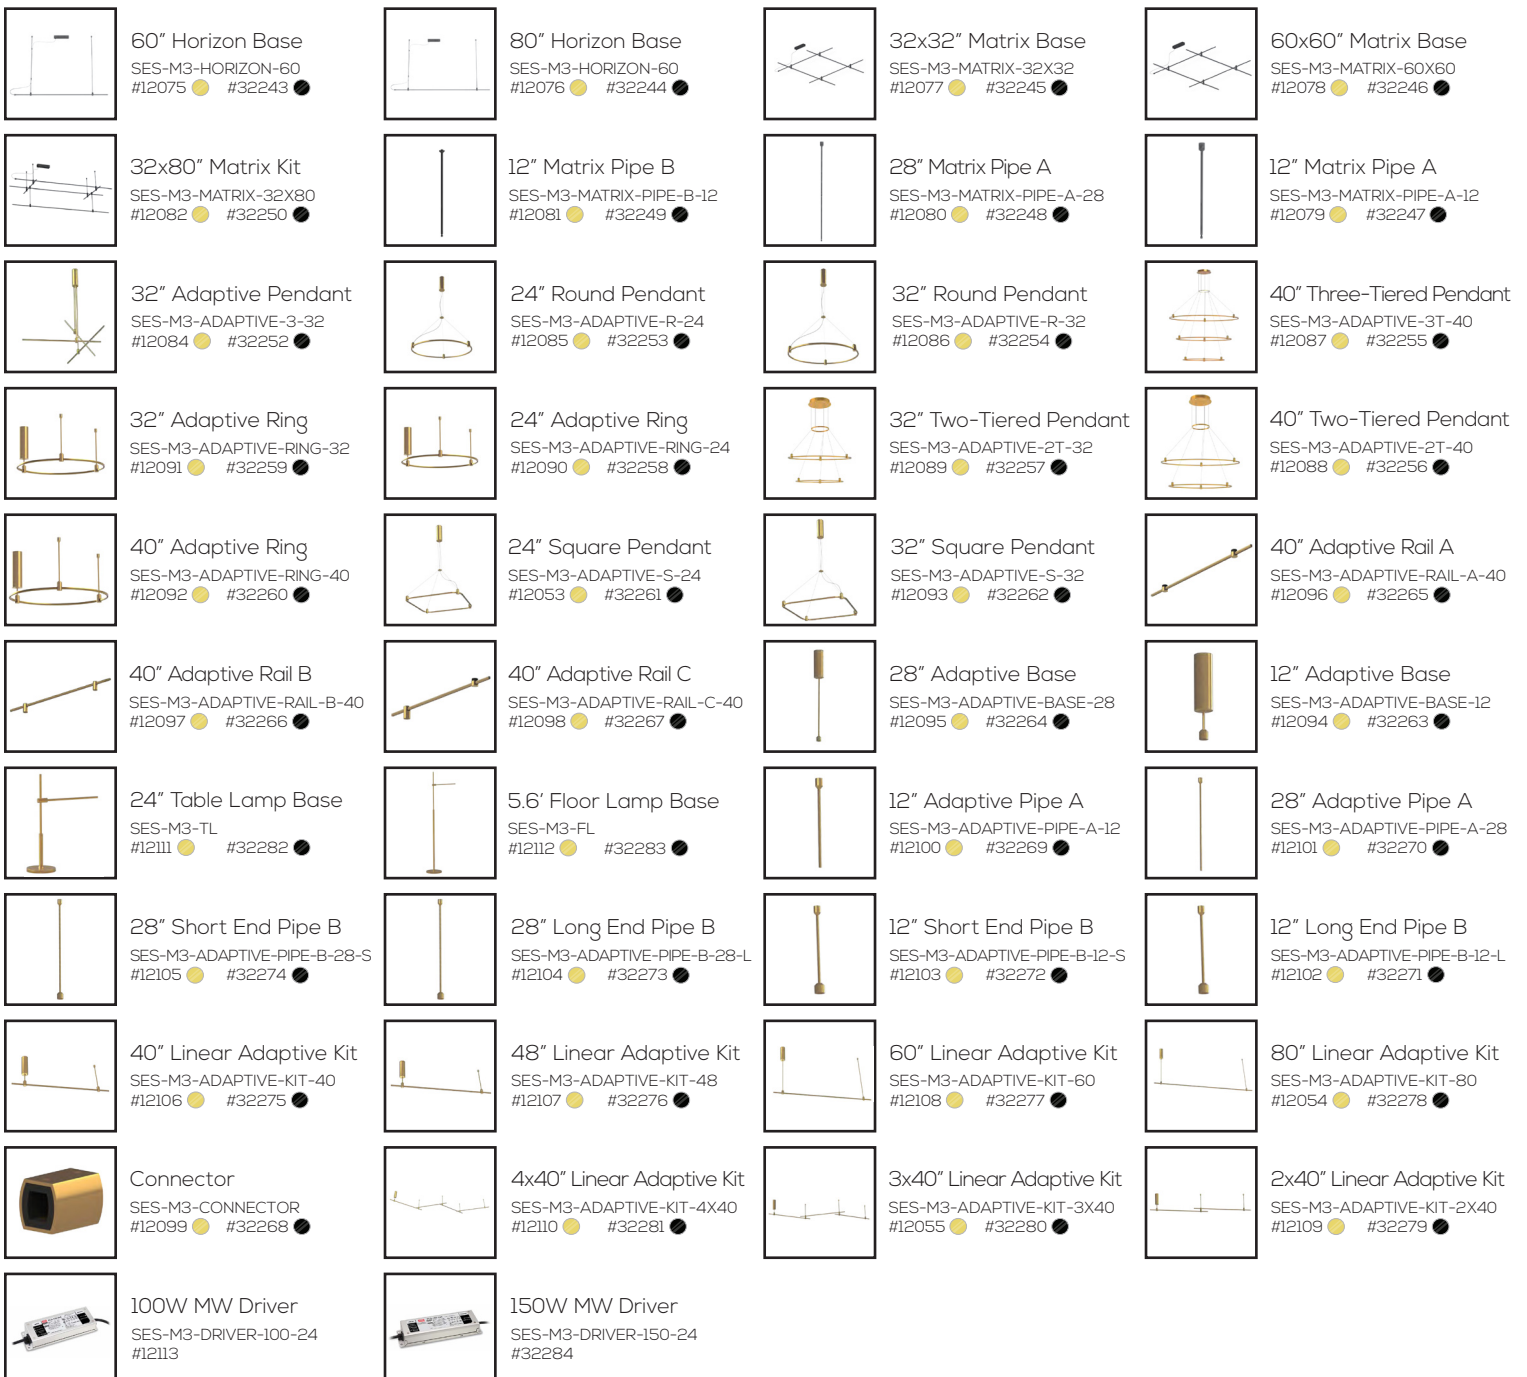 60" Horizon Base
SES-M3-HORIZON-60
#12075 #32243
80" Horizon Base
SES-M3-HORIZON-60
#12076 #32244
32x32" Matrix Base
SES-M3-MATRIX-32X32
#12077 #32245
60x60" Matrix Base
SES-M3-MATRIX-60X60
#12078 #32246
32x80" Matrix Kit
SES-M3-MATRIX-32X80
#12082 #32250
12" Matrix Pipe B
SES-M3-MATRIX-PIPE-B-12
#12081 #32249
28" Matrix Pipe A
SES-M3-MATRIX-PIPE-A-28
#12080 #32248
12" Matrix Pipe A
SES-M3-MATRIX-PIPE-A-12
#12079 #32247
32" Adaptive Pendant
SES-M3-ADAPTIVE-3-32
#12084 #32252
24" Round Pendant
SES-M3-ADAPTIVE-R-24
#12085 #32253
32" Round Pendant
SES-M3-ADAPTIVE-R-32
#12086 #32254
40" Three-Tiered Pendant
SES-M3-ADAPTIVE-3T-40
#12087 #32255
32" Adaptive Ring
SES-M3-ADAPTIVE-RING-32
#12091 #32259
24" Adaptive Ring
SES-M3-ADAPTIVE-RING-24
#12090 #32258
32" Two-Tiered Pendant
SES-M3-ADAPTIVE-2T-32
#12089 #32257
40" Two-Tiered Pendant
SES-M3-ADAPTIVE-2T-40
#12088 #32256
40" Adaptive Ring
SES-M3-ADAPTIVE-RING-40
#12092 #32260
24" Square Pendant
SES-M3-ADAPTIVE-S-24
#12053 #32261
32" Square Pendant
SES-M3-ADAPTIVE-S-32
#12093 #32262
40" Adaptive Rail A
SES-M3-ADAPTIVE-RAIL-A-40
#12096 #32265
40" Adaptive Rail B
SES-M3-ADAPTIVE-RAIL-B-40
#12097 #32266
40" Adaptive Rail C
SES-M3-ADAPTIVE-RAIL-C-40
#12098 #32267
28" Adaptive Base
SES-M3-ADAPTIVE-BASE-28
#12095 #32264
12" Adaptive Base
SES-M3-ADAPTIVE-BASE-12
#12094 #32263
24" Table Lamp Base
SES-M3-TL
#12111 #32282
5.6' Floor Lamp Base
SES-M3-FL
#12112 #32283
12" Adaptive Pipe A
SES-M3-ADAPTIVE-PIPE-A-12
#12100 #32269
28" Adaptive Pipe A
SES-M3-ADAPTIVE-PIPE-A-28
#12101 #32270
28" Short End Pipe B
SES-M3-ADAPTIVE-PIPE-B-28-S
#12105 #32274
28" Long End Pipe B
SES-M3-ADAPTIVE-PIPE-B-28-L
#12104 #32273
12" Short End Pipe B
SES-M3-ADAPTIVE-PIPE-B-12-S
#12103 #32272
12" Long End Pipe B
SES-M3-ADAPTIVE-PIPE-B-12-L
#12102 #32271
40" Linear Adaptive Kit
SES-M3-ADAPTIVE-KIT-40
#12106 #32275
48" Linear Adaptive Kit
SES-M3-ADAPTIVE-KIT-48
#12107 #32276
60" Linear Adaptive Kit
SES-M3-ADAPTIVE-KIT-60
#12108 #32277
80" Linear Adaptive Kit
SES-M3-ADAPTIVE-KIT-80
#12054 #32278
Connector
SES-M3-CONNECTOR
#12099 #32268
4x40" Linear Adaptive Kit
SES-M3-ADAPTIVE-KIT-4X40
#12110 #32281
3x40" Linear Adaptive Kit
SES-M3-ADAPTIVE-KIT-3X40
#12055 #32280
2x40" Linear Adaptive Kit
SES-M3-ADAPTIVE-KIT-2X40
#12109 #32279
100W MW Driver
SES-M3-DRIVER-100-24
#12113
150W MW Driver
SES-M3-DRIVER-150-24
#32284